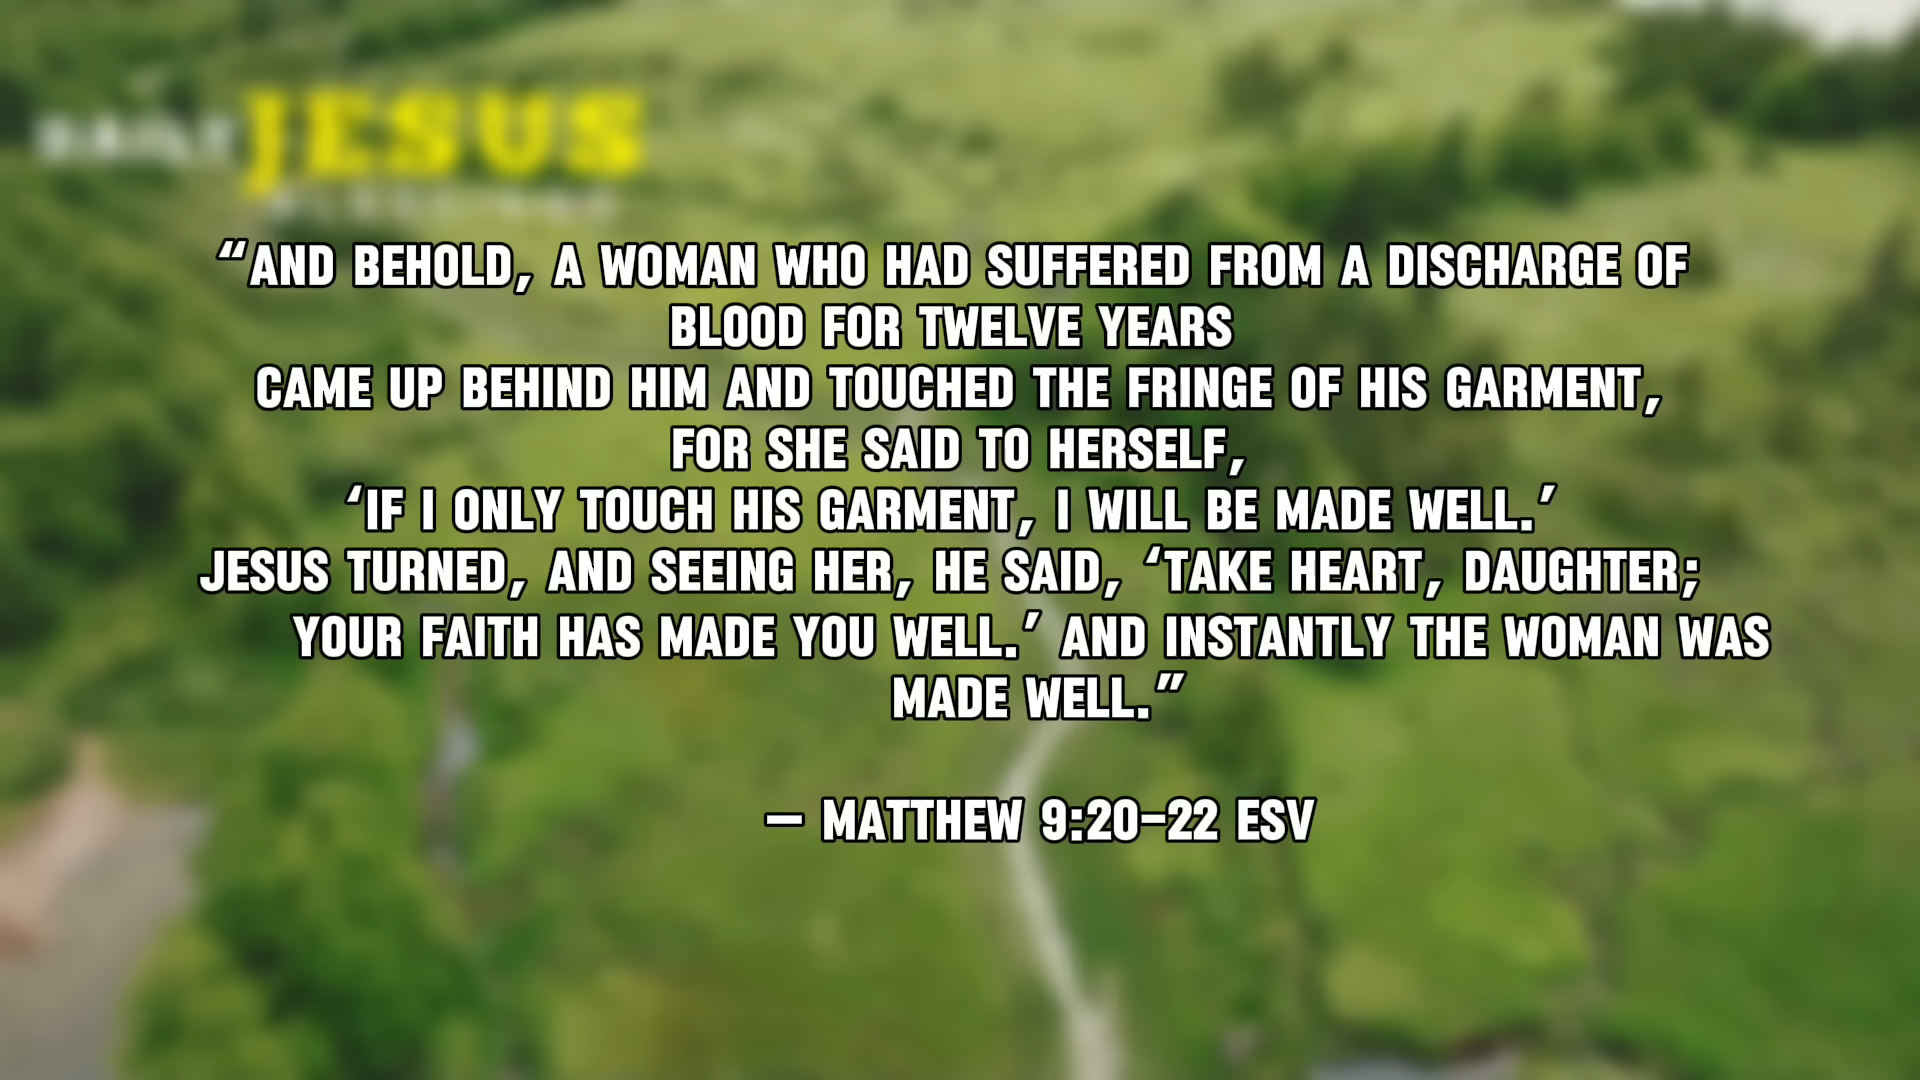 DAILY JESUS
“AND BEHOLD, A WOMAN WHO HAD SUFFERED FROM A DISCHARGE OF
BLOOD FOR TWELVE YEARS
CAME UP BEHIND HIM AND TOUCHED THE FRINGE OF HIS GARMENT,
FOR SHE SAID TO HERSELF,
‘IF I ONLY TOUCH HIS GARMENT, I WILL BE MADE WELL.’
JESUS TURNED, AND SEEING HER, HE SAID, ‘TAKE HEART, DAUGHTER;
YOUR FAITH HAS MADE YOU WELL.’ AND INSTANTLY THE WOMAN WAS
MADE WELL.”
— MATTHEW 9:20–22 ESV